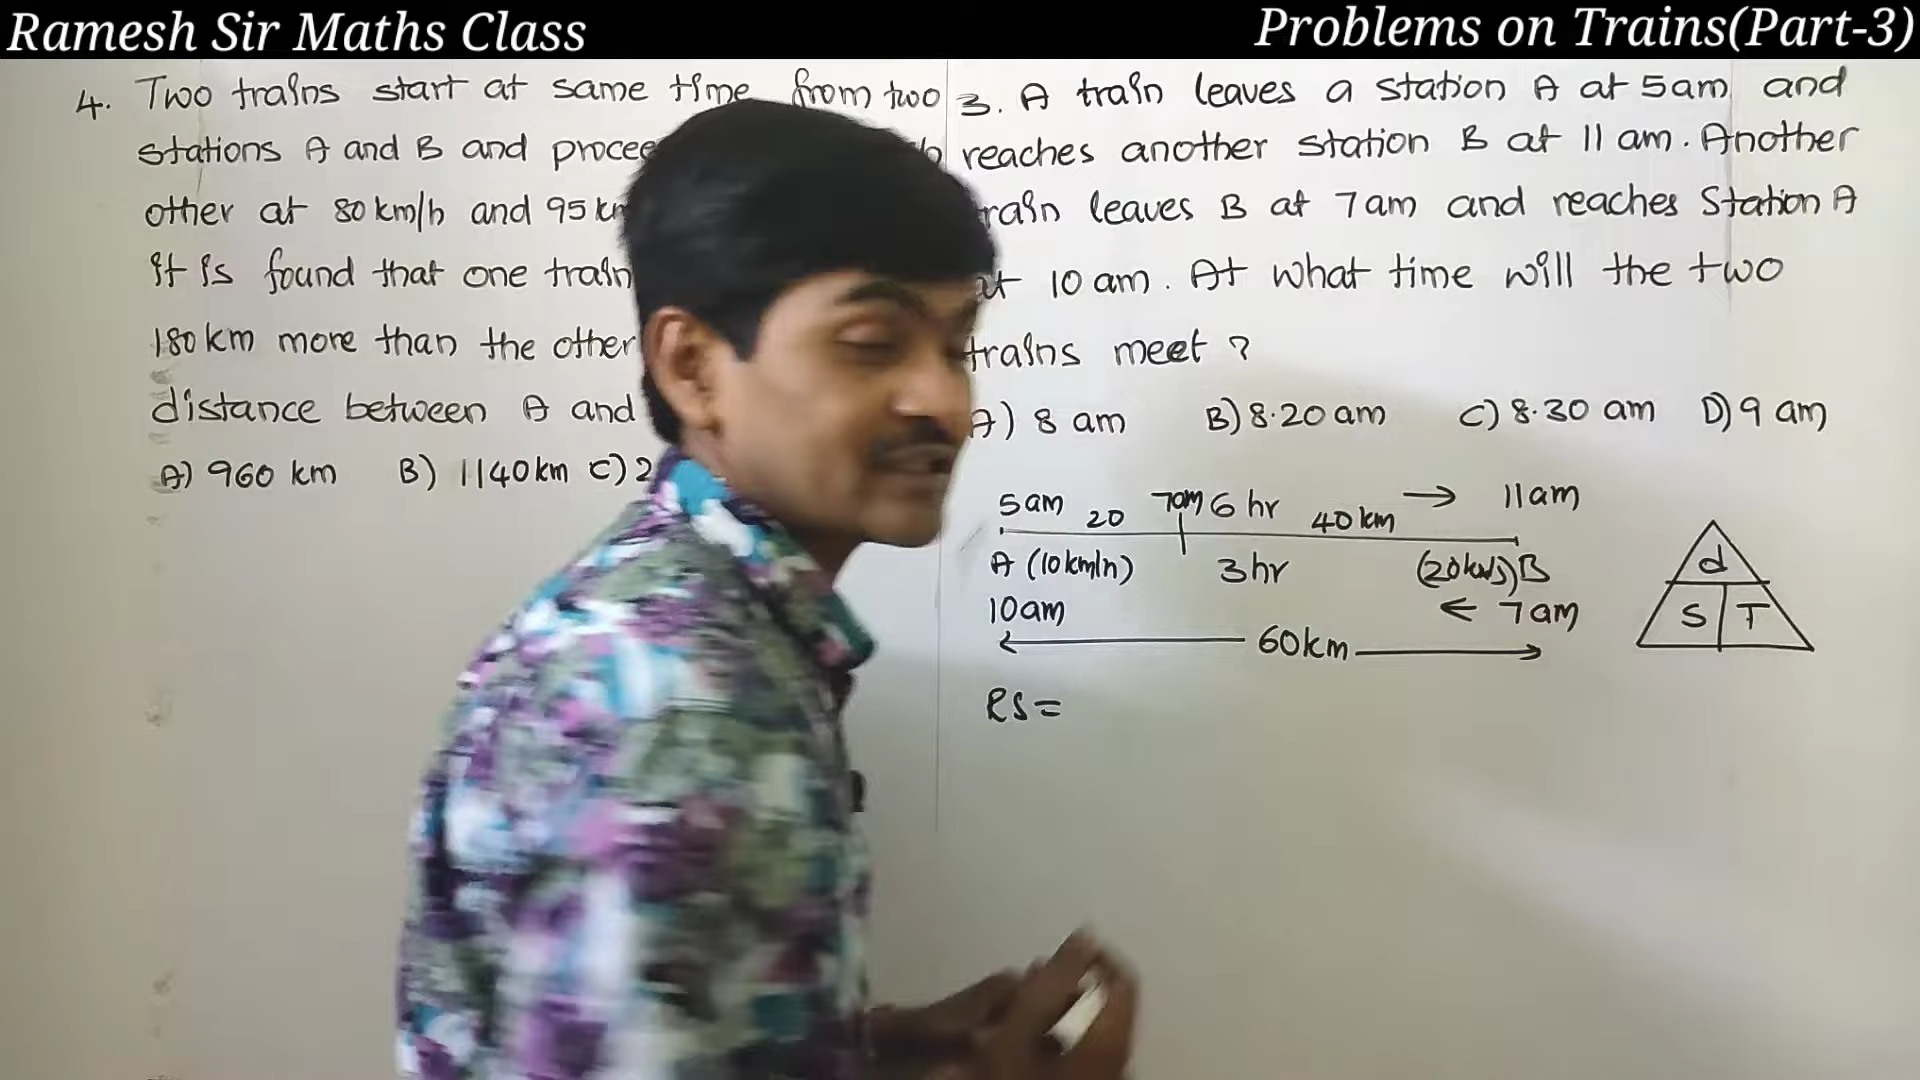 Ramesh Sir Maths Class
Problems on Trains(Part-3)
4. Two trains start at same time from two
stations A and B and
other at 80 km/h and 95
it is found that one train
180 km more than the other
distance between A and
A) 960 km B) 1140 km C) 2
3. A train leaves a station A at 5am and
reaches another station B at 11 am. Another
train leaves B at 7am and reaches Station A
at 10 am. At what time will the two
trains meet?
A) 8 am B) 8.20 am C) 8.30 am D) 9 am
5am 20 7am 6 hr 40km → 11am
A (10km/h) 3hr (20km/h) B
10am ← 7am
60km
RS =
d
S T